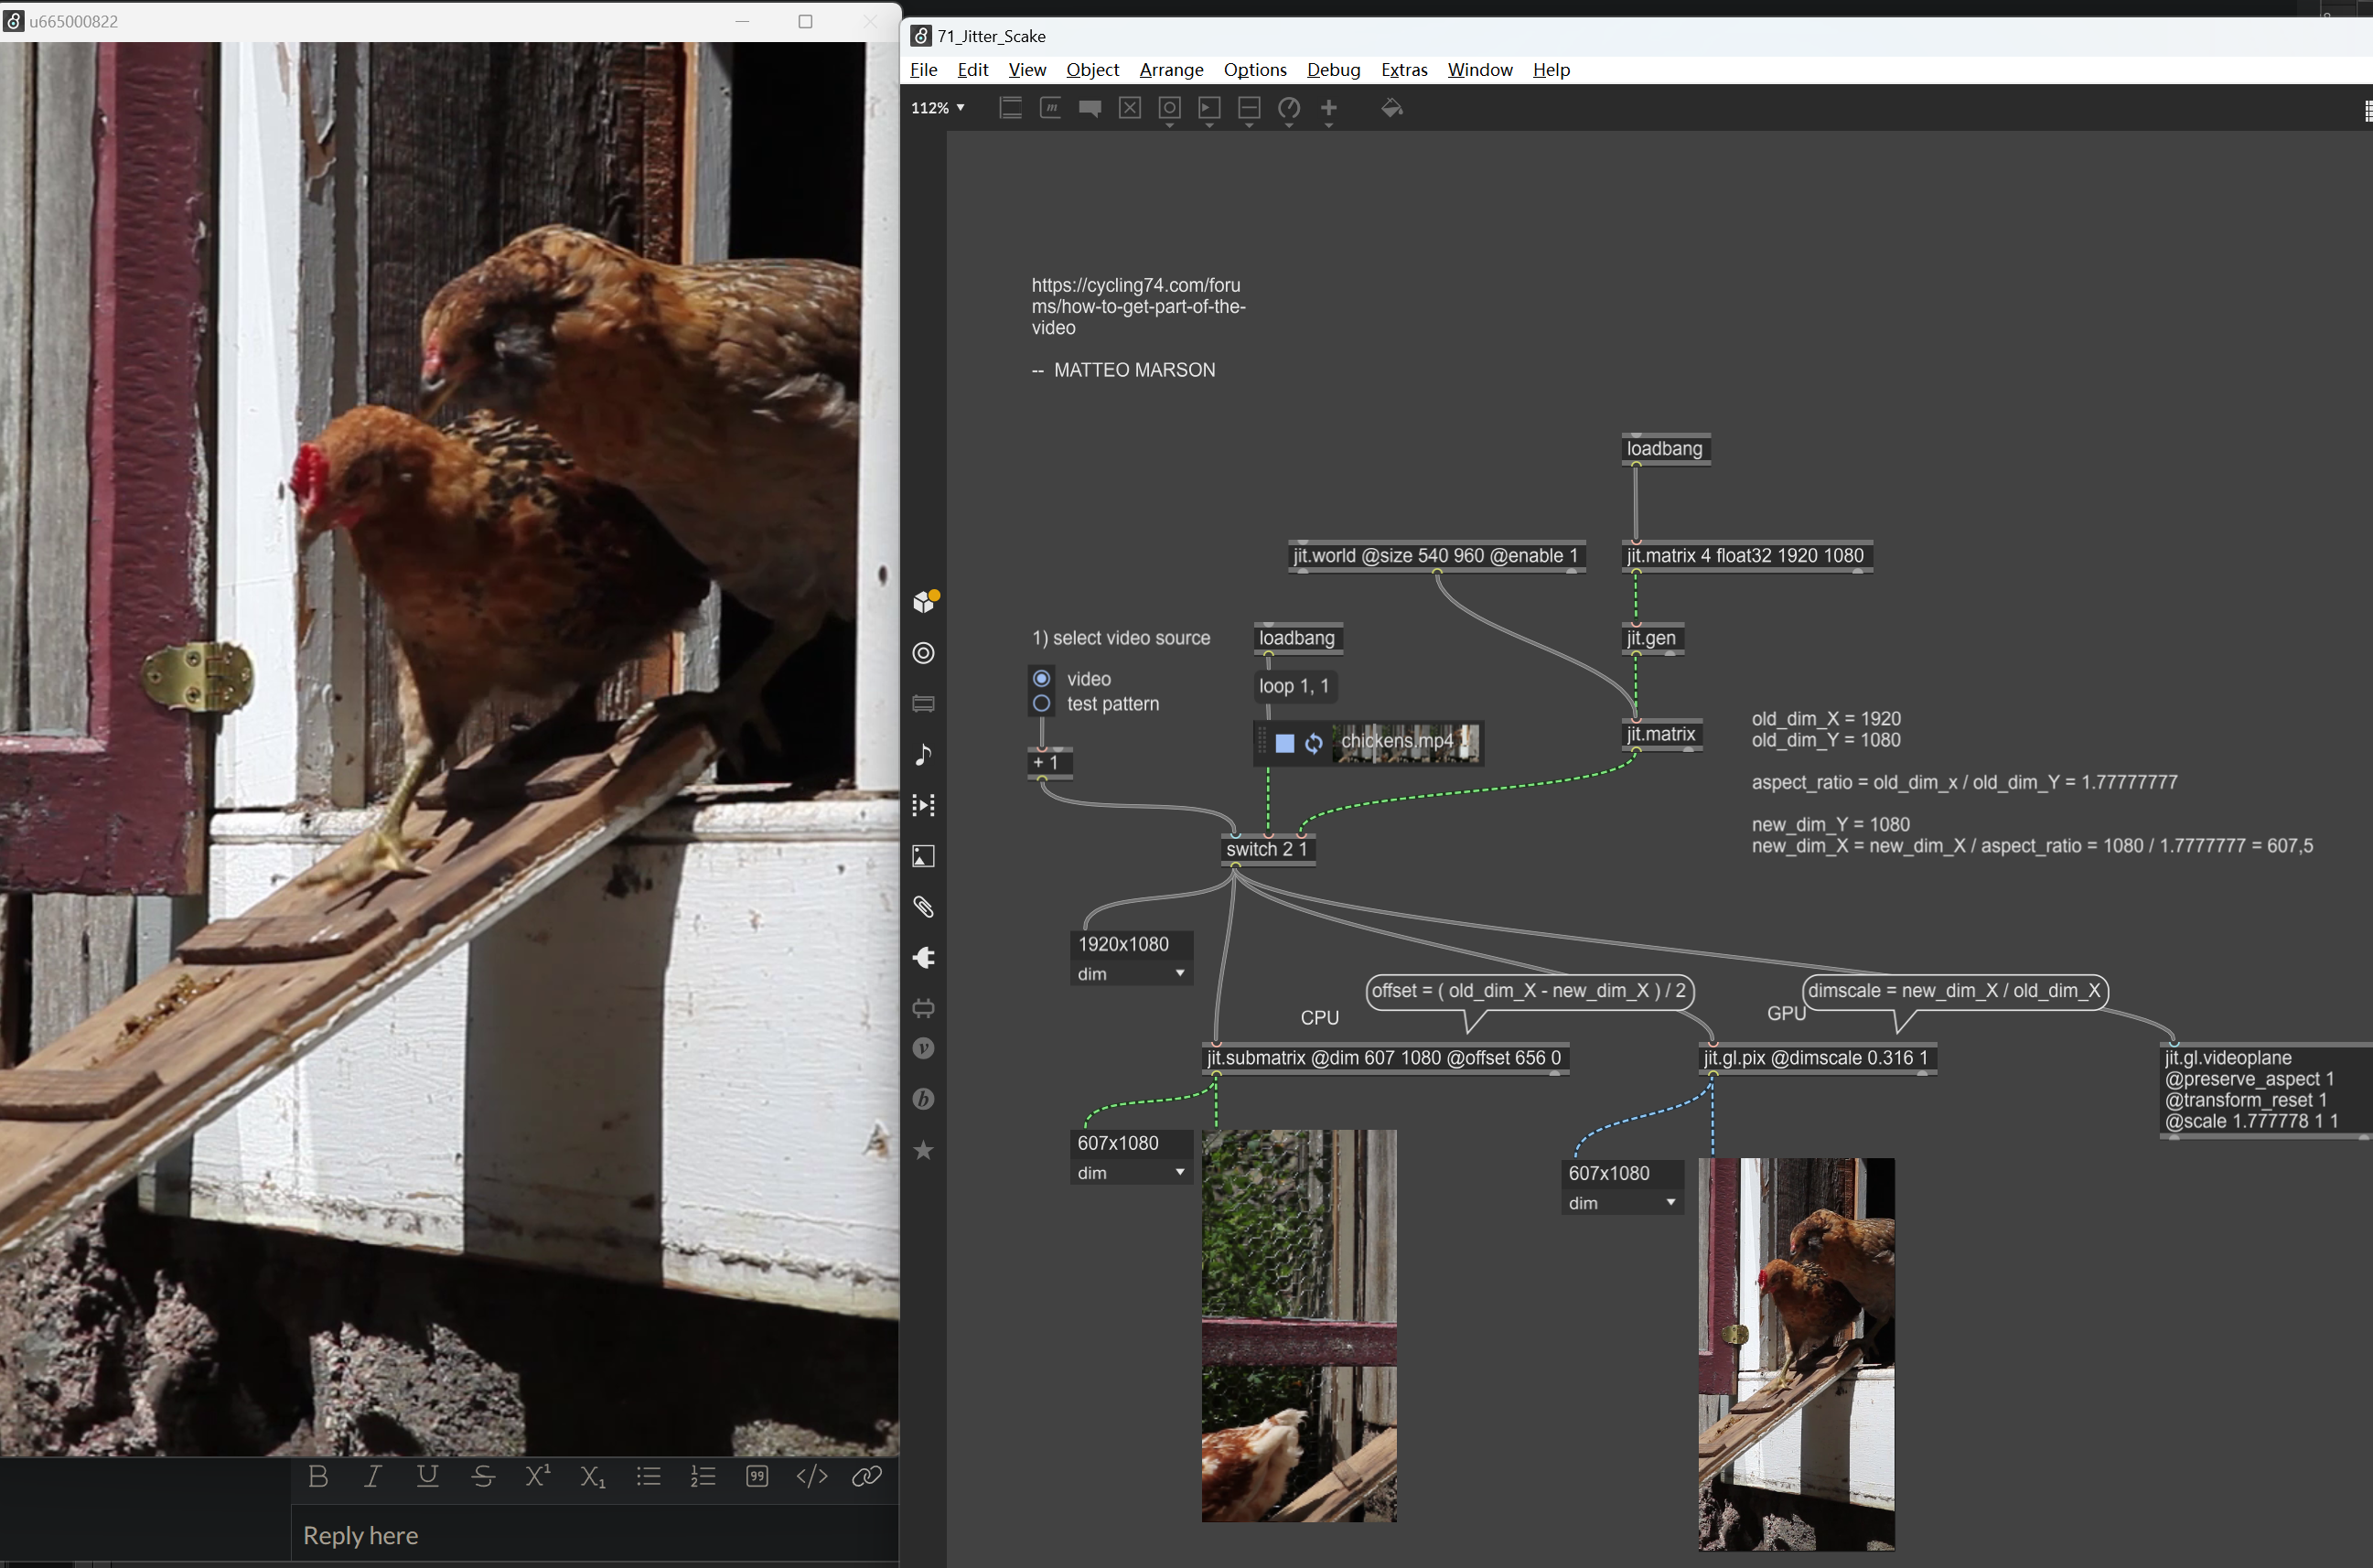 u665000822
71_Jitter_Scake
File Edit View Object Arrange Options Debug Extras Window Help
112%
https://cycling74.com/foru
ms/how-to-get-part-of-the-
video
-- MATTEO MARSON
loadbang
jit.world @size 540 960 @enable 1
jit.matrix 4 float32 1920 1080
1) select video source
loadbang
jit.gen
video
test pattern
loop 1, 1
chickens.mp4
jit.matrix
+ 1
old_dim_X = 1920
old_dim_Y = 1080
aspect_ratio = old_dim_x / old_dim_Y = 1.77777777
new_dim_Y = 1080
new_dim_X = new_dim_X / aspect_ratio = 1080 / 1.7777777 = 607,5
switch 2 1
1920x1080
dim
offset = ( old_dim_X - new_dim_X ) / 2
dimscale = new_dim_X / old_dim_X
CPU
GPU
jit.submatrix @dim 607 1080 @offset 656 0
jit.gl.pix @dimscale 0.316 1
jit.gl.videoplane
@preserve_aspect 1
@transform_reset 1
@scale 1.777778 1 1
607x1080
dim
607x1080
dim
Reply here